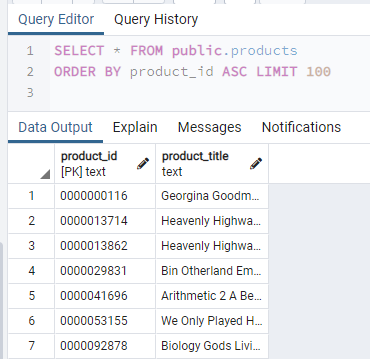 Query Editor Query History
1 SELECT * FROM public.products
2 ORDER BY product_id ASC LIMIT 100
3
Data Output Explain Messages Notifications
product_id product_title
[PK] text text
1 0000000116 Georgina Goodm...
2 0000013714 Heavenly Highwa...
3 0000013862 Heavenly Highwa...
4 0000029831 Bin Otherland Em...
5 0000041696 Arithmetic 2 A Be...
6 0000053155 We Only Played H...
7 0000092878 Biology Gods Livi...